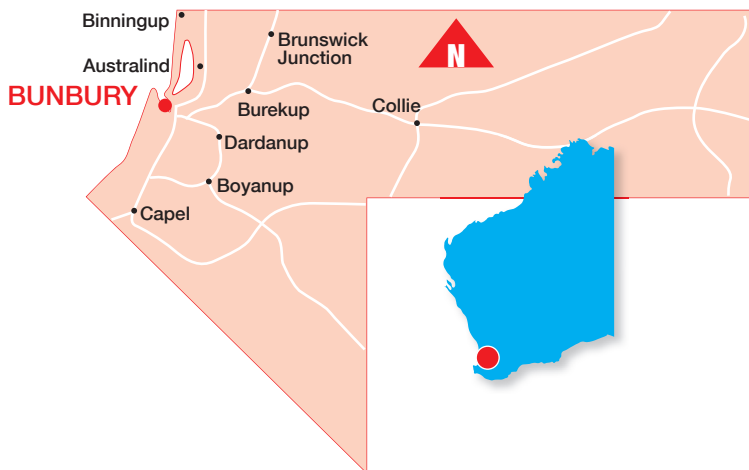 Binningup
Brunswick
Junction
N
Australind
BUNBURY
Burekup
Collie
Dardanup
Boyanup
Capel